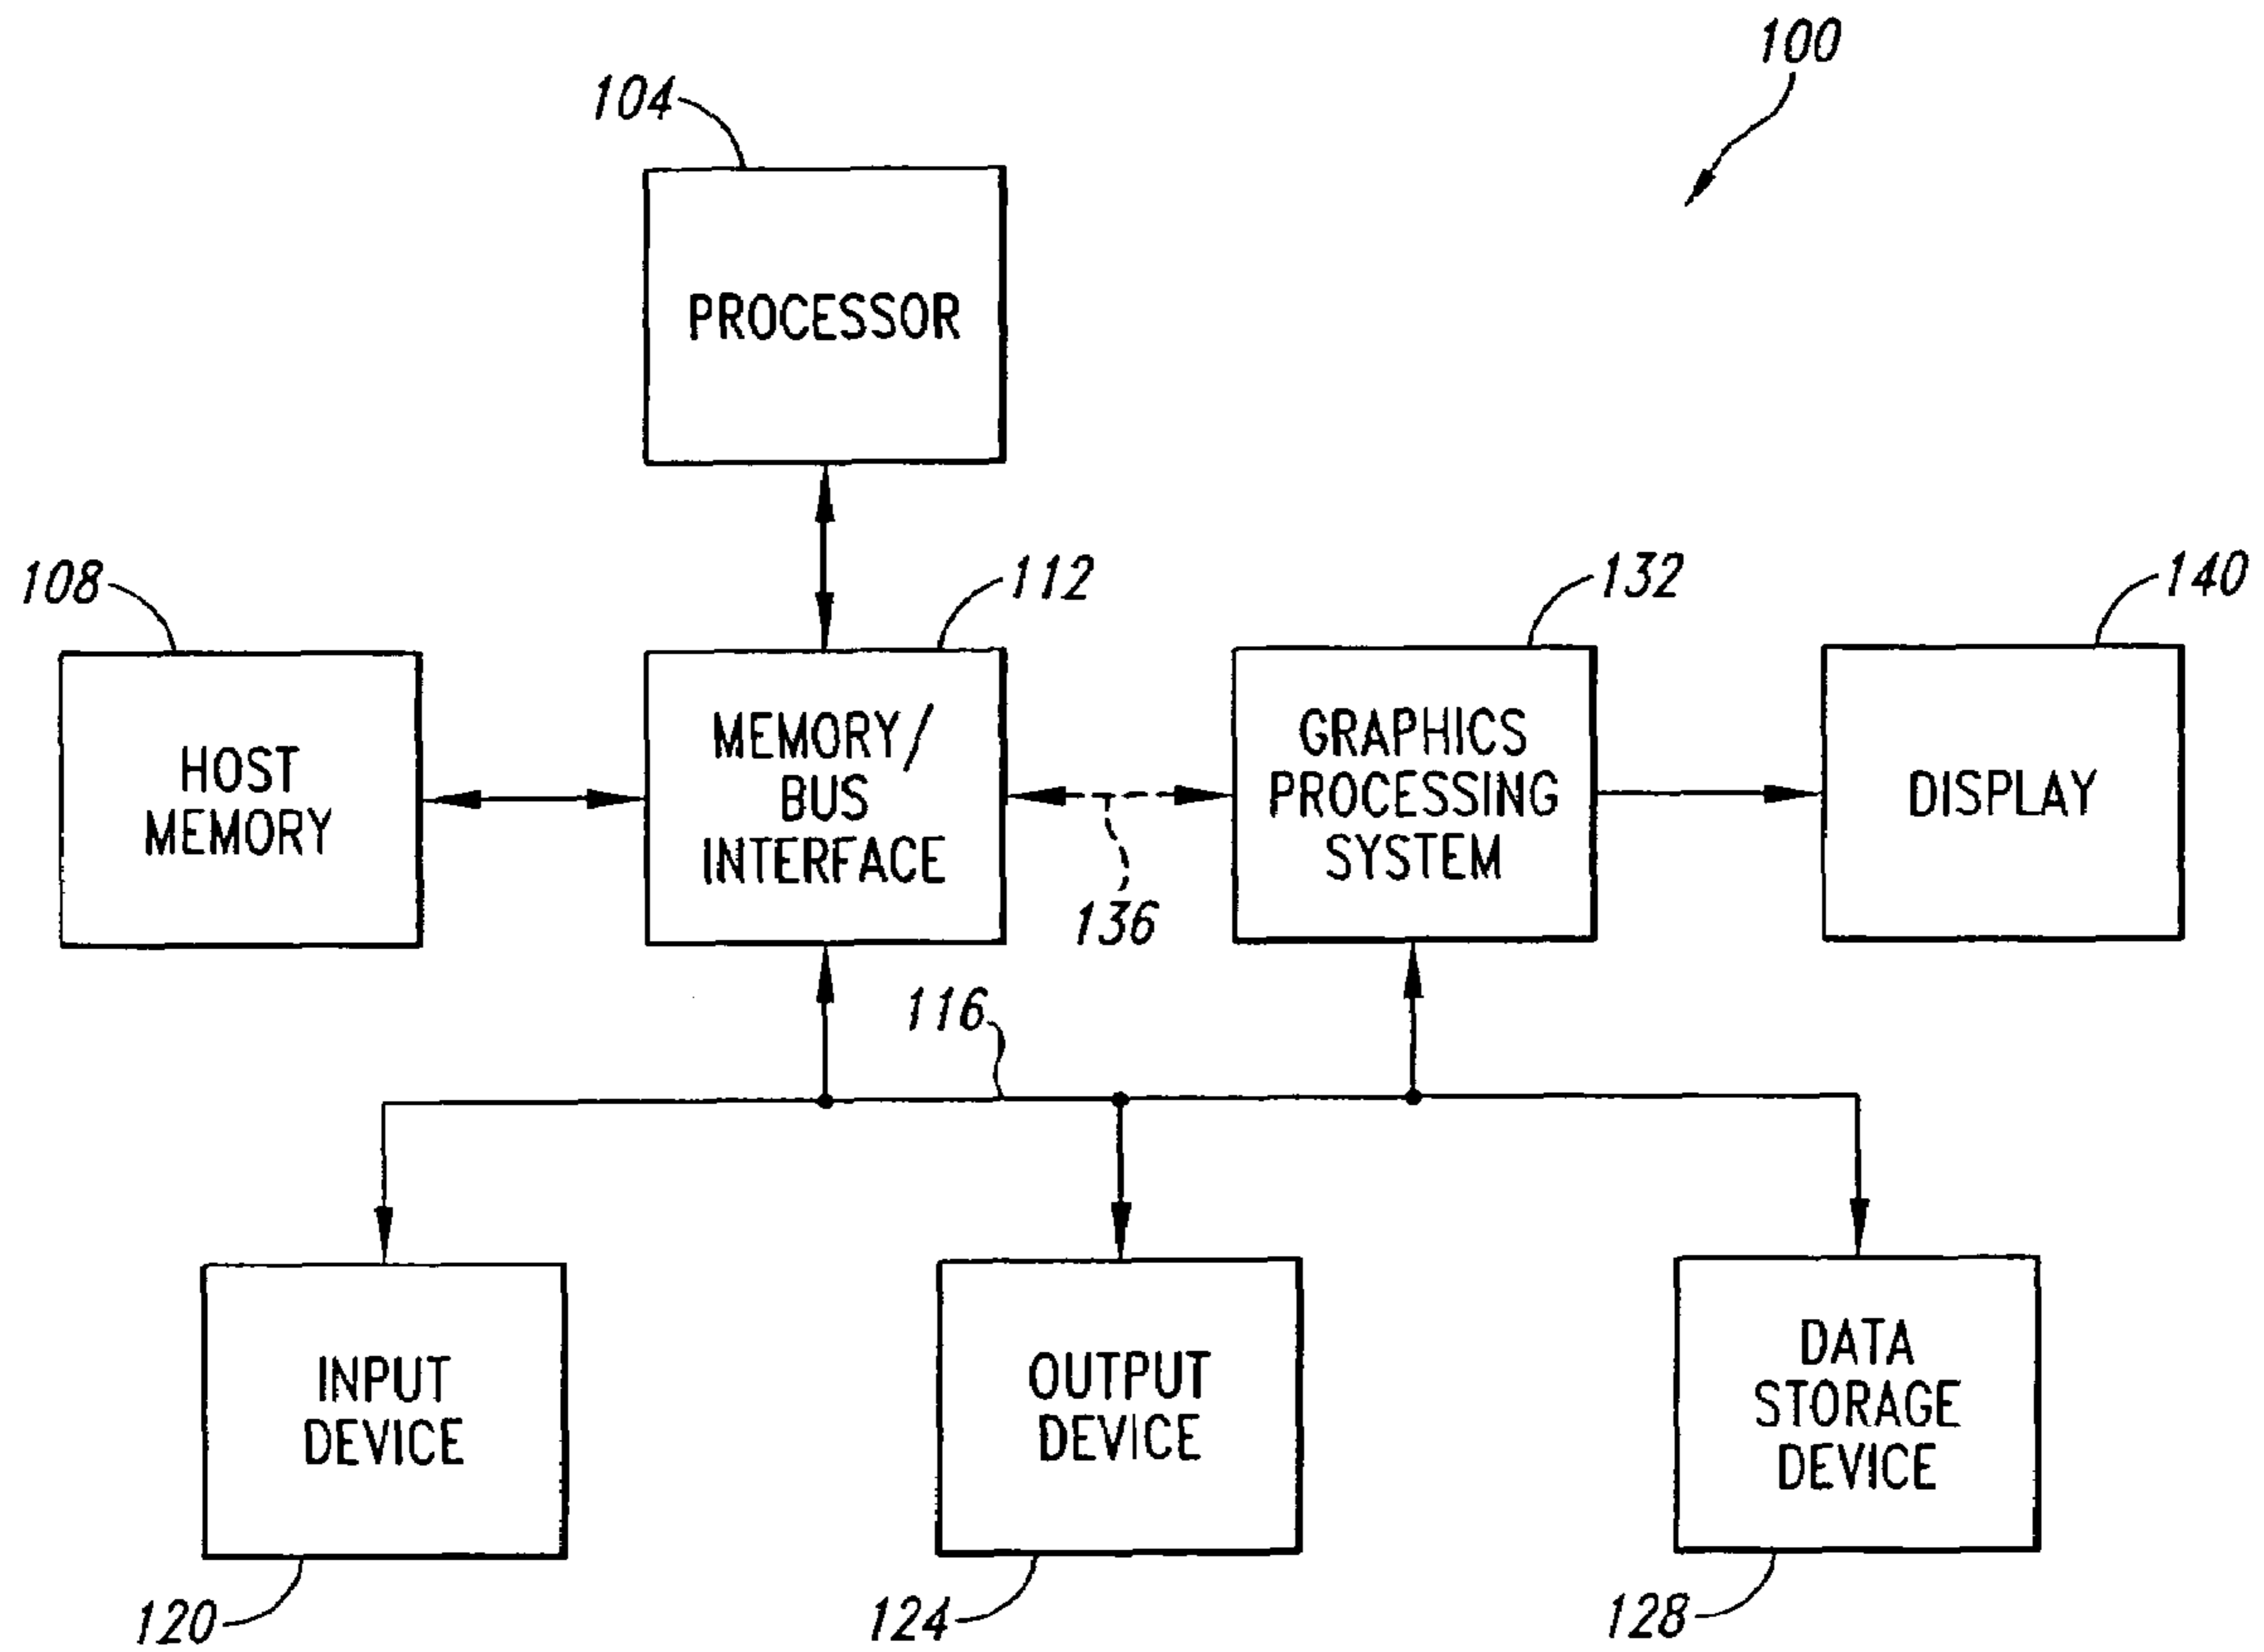 100
104
PROCESSOR
108
112
132
140
HOST
MEMORY
MEMORY/
BUS
INTERFACE
GRAPHICS
PROCESSING
SYSTEM
DISPLAY
136
116
INPUT
DEVICE
OUTPUT
DEVICE
DATA
STORAGE
DEVICE
120
124
128